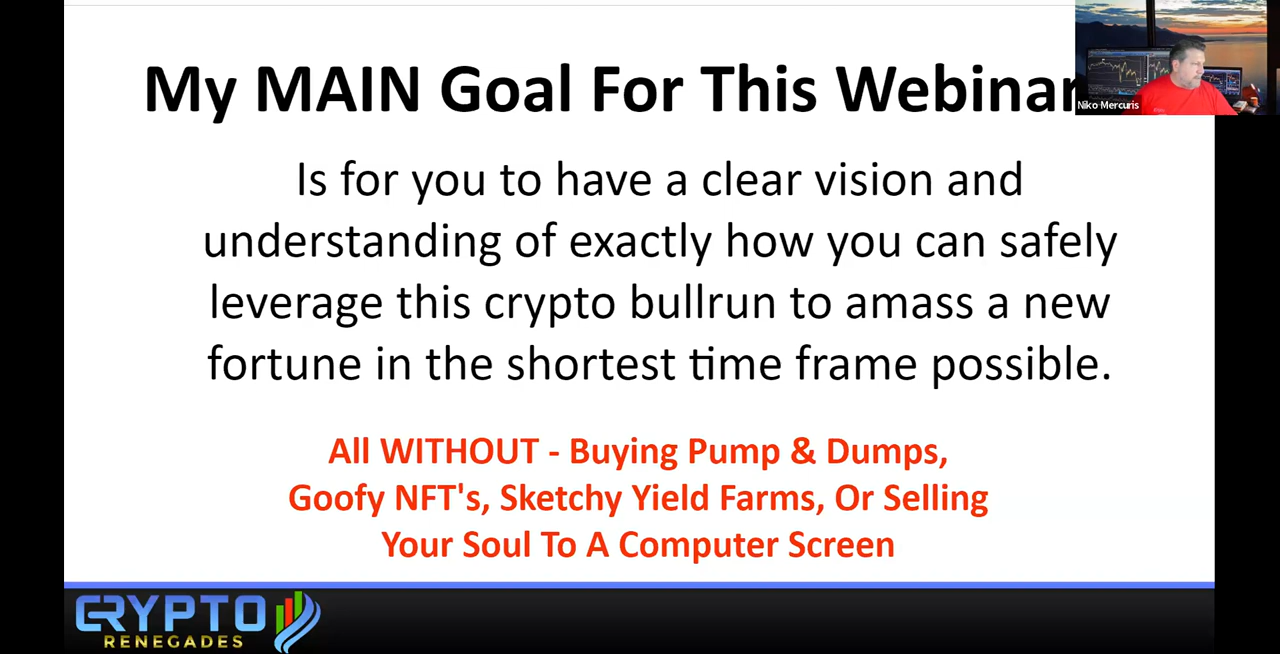 My MAIN Goal For This Webinar
Niko Mercuris
Is for you to have a clear vision and
understanding of exactly how you can safely
leverage this crypto bullrun to amass a new
fortune in the shortest time frame possible.
All WITHOUT - Buying Pump & Dumps,
Goofy NFT's, Sketchy Yield Farms, Or Selling
Your Soul To A Computer Screen
CRYPTO
RENEGADES